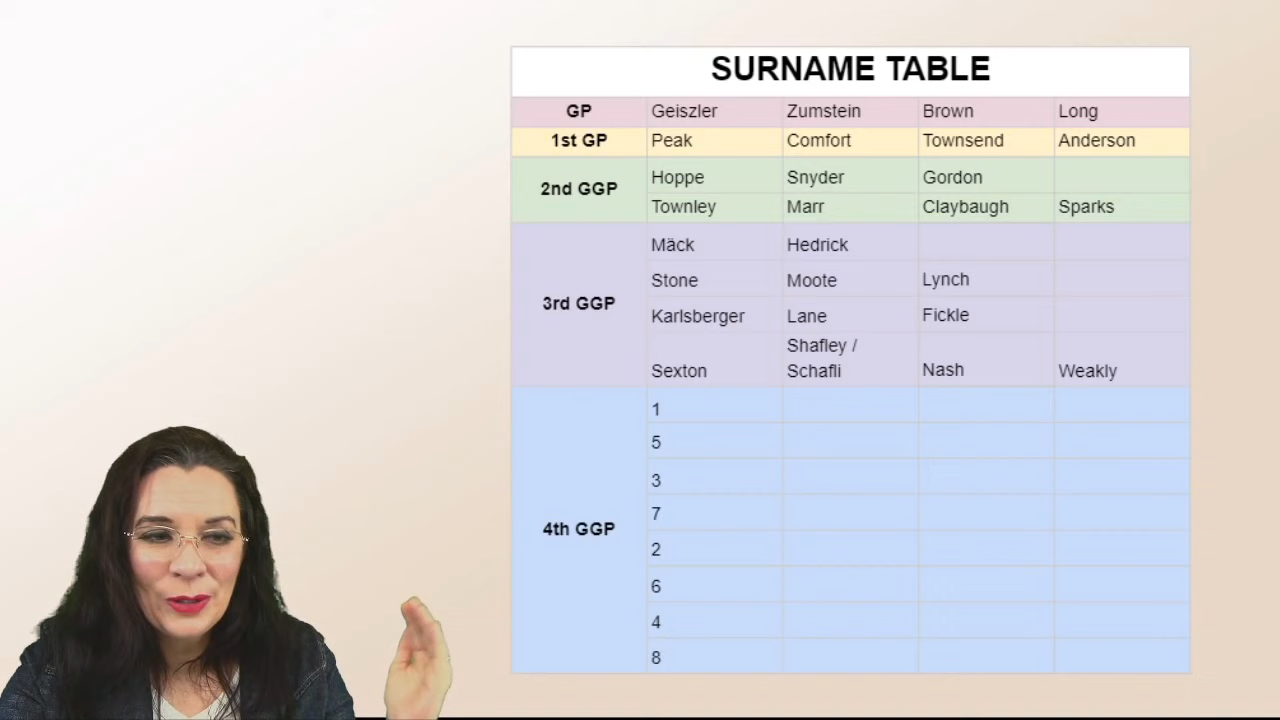 SURNAME TABLE
GP Geiszler Zumstein Brown Long
1st GP Peak Comfort Townsend Anderson
2nd GGP
Hoppe Snyder Gordon
Townley Marr Claybaugh Sparks
3rd GGP
Mäck Hedrick
Stone Moote Lynch
Karlsberger Lane Fickle
Shafley /
Sexton Schafli Nash Weakly
4th GGP
1
5
3
7
2
6
4
8